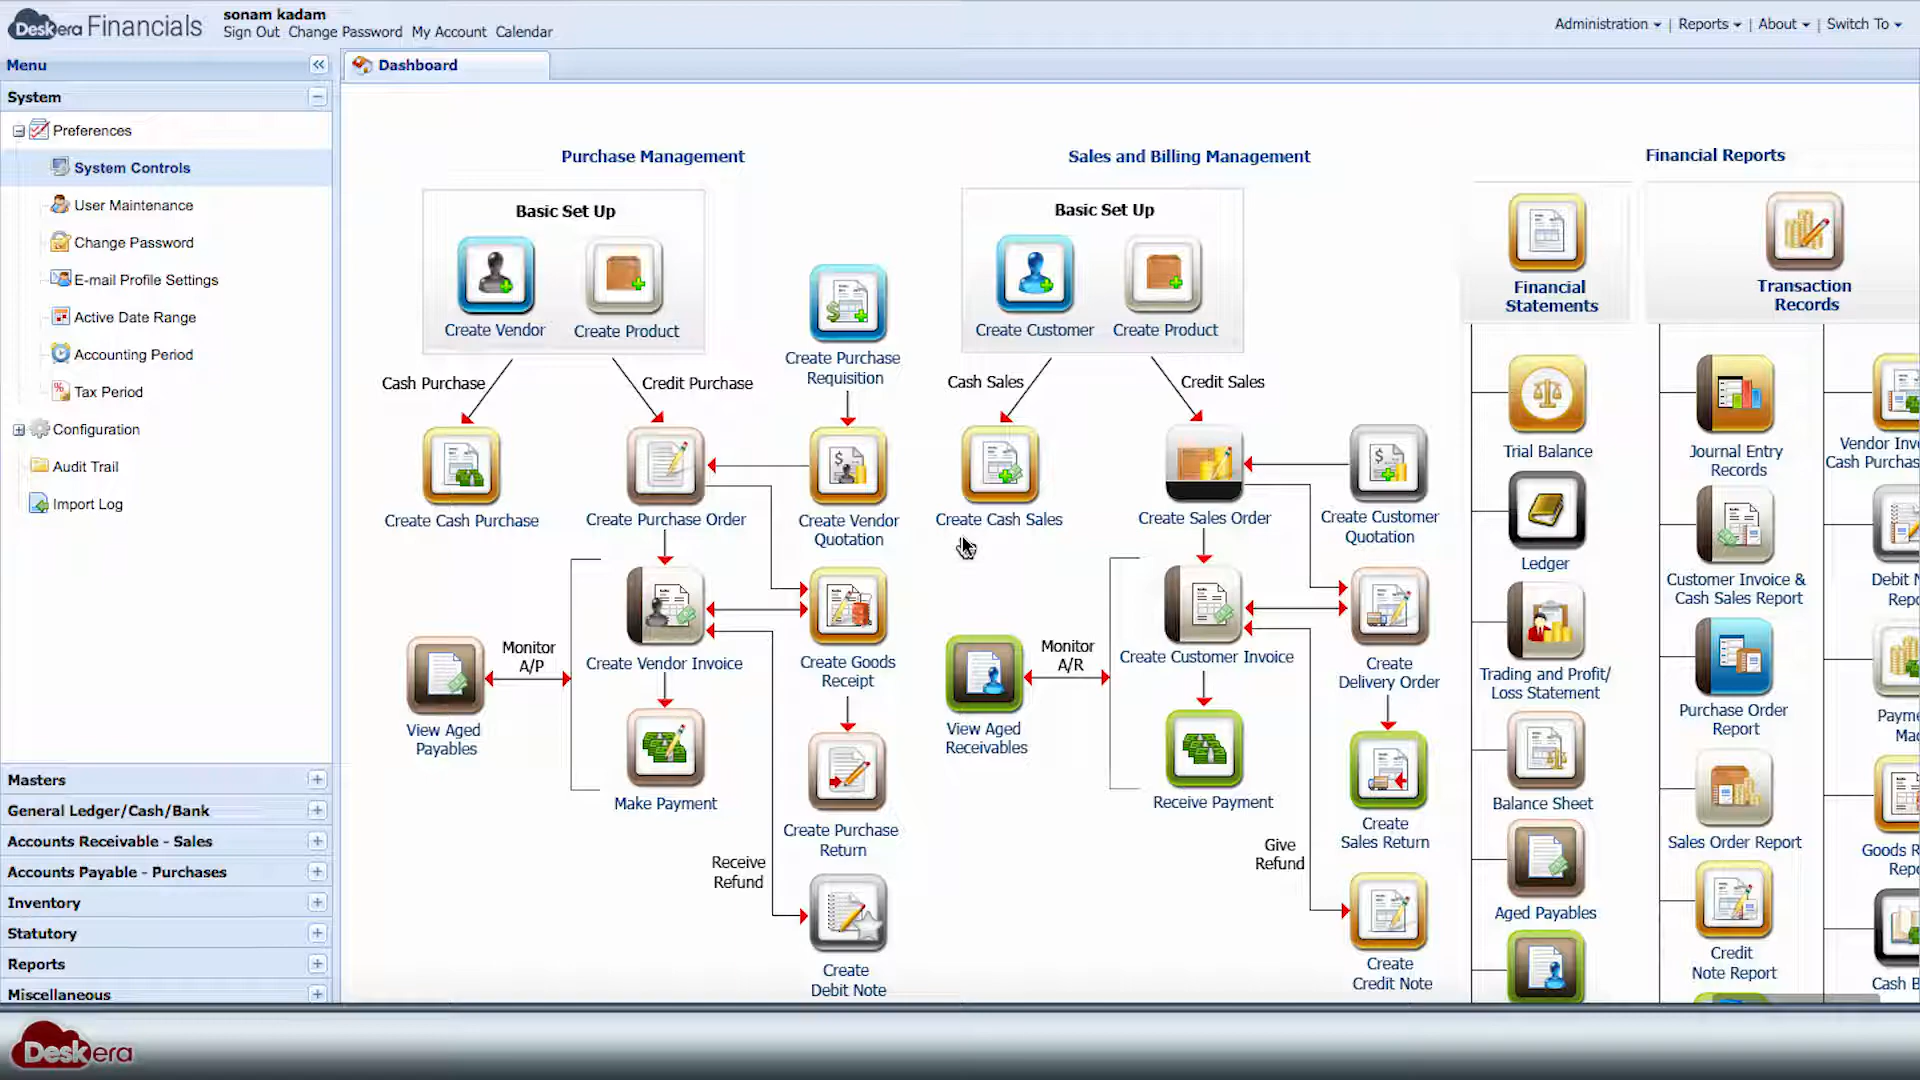 Deskera Financials
sonam kadam
Sign Out Change Password My Account Calendar
Administration | Reports | About | Switch To
Menu
Dashboard
System
Preferences
System Controls
User Maintenance
Change Password
E-mail Profile Settings
Active Date Range
Accounting Period
Tax Period
Configuration
Audit Trail
Import Log
Masters
General Ledger/Cash/Bank
Accounts Receivable - Sales
Accounts Payable - Purchases
Inventory
Statutory
Reports
Miscellaneous
Purchase Management
Basic Set Up
Create Vendor
Create Product
Create Purchase
Requisition
Cash Purchase
Credit Purchase
Create Cash Purchase
Create Purchase Order
Create Vendor
Quotation
Monitor
A/P
Create Vendor Invoice
Create Goods
Receipt
View Aged
Payables
Make Payment
Create Purchase
Return
Receive
Refund
Create
Debit Note
Sales and Billing Management
Basic Set Up
Create Customer
Create Product
Cash Sales
Credit Sales
Create Cash Sales
Create Sales Order
Create Customer
Quotation
Monitor
A/R
Create Customer Invoice
Create
Delivery Order
View Aged
Receivables
Receive Payment
Create
Sales Return
Give
Refund
Create
Credit Note
Financial Reports
Financial
Statements
Transaction
Records
Trial Balance
Ledger
Trading and Profit/
Loss Statement
Balance Sheet
Aged Payables
Journal Entry
Records
Customer Invoice &
Cash Sales Report
Purchase Order
Report
Sales Order Report
Credit
Note Report
Vendor Inv
Cash Purchas
Debit N
Repo
Payme
Mad
Goods R
Repo
Cash B
Deskera